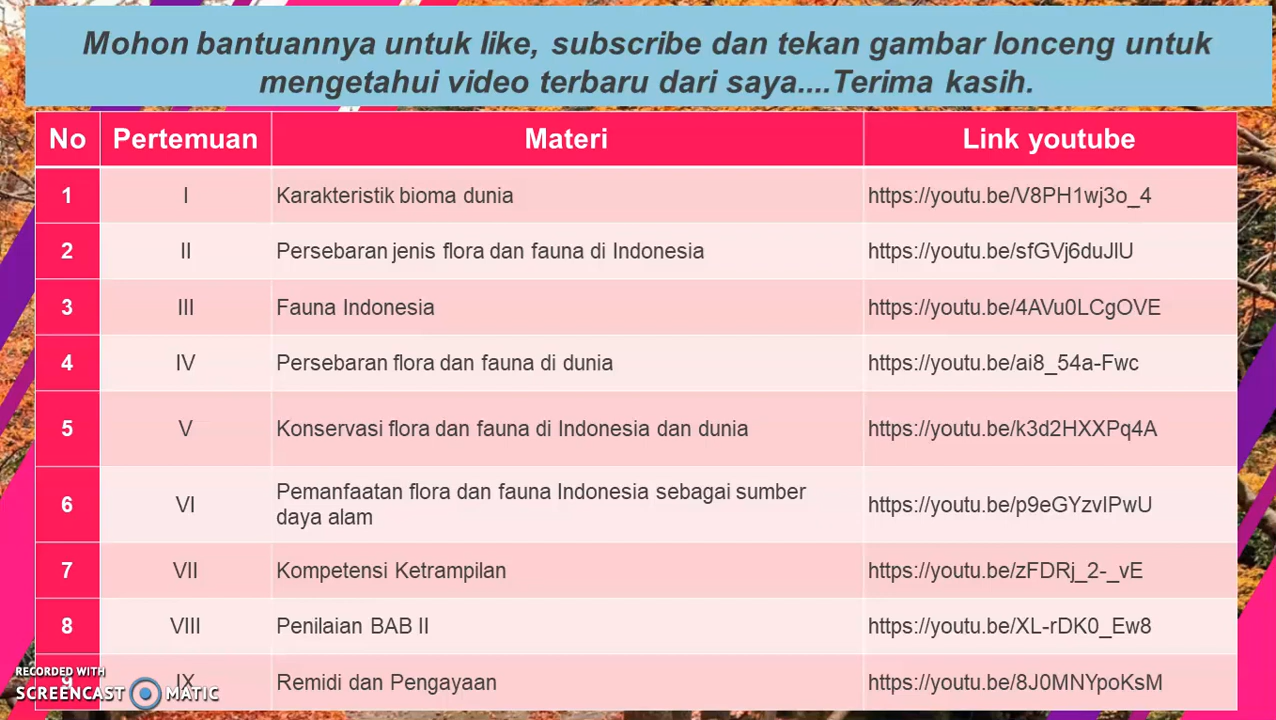 Mohon bantuannya untuk like, subscribe dan tekan gambar lonceng untuk
mengetahui video terbaru dari saya....Terima kasih.
No Pertemuan Materi Link youtube
1 I Karakteristik bioma dunia https://youtu.be/V8PH1wj3o_4
2 II Persebaran jenis flora dan fauna di Indonesia https://youtu.be/sfGVj6duJlU
3 III Fauna Indonesia https://youtu.be/4AVu0LCgOVE
4 IV Persebaran flora dan fauna di dunia https://youtu.be/ai8_54a-Fwc
5 V Konservasi flora dan fauna di Indonesia dan dunia https://youtu.be/k3d2HXXPq4A
6 VI Pemanfaatan flora dan fauna Indonesia sebagai sumber
daya alam https://youtu.be/p9eGYzvIPwU
7 VII Kompetensi Ketrampilan https://youtu.be/zFDRj_2-_vE
8 VIII Penilaian BAB II https://youtu.be/XL-rDK0_Ew8
9 IX Remidi dan Pengayaan https://youtu.be/8J0MNYpoKsM
RECORDED WITH
SCREENCAST MATIC